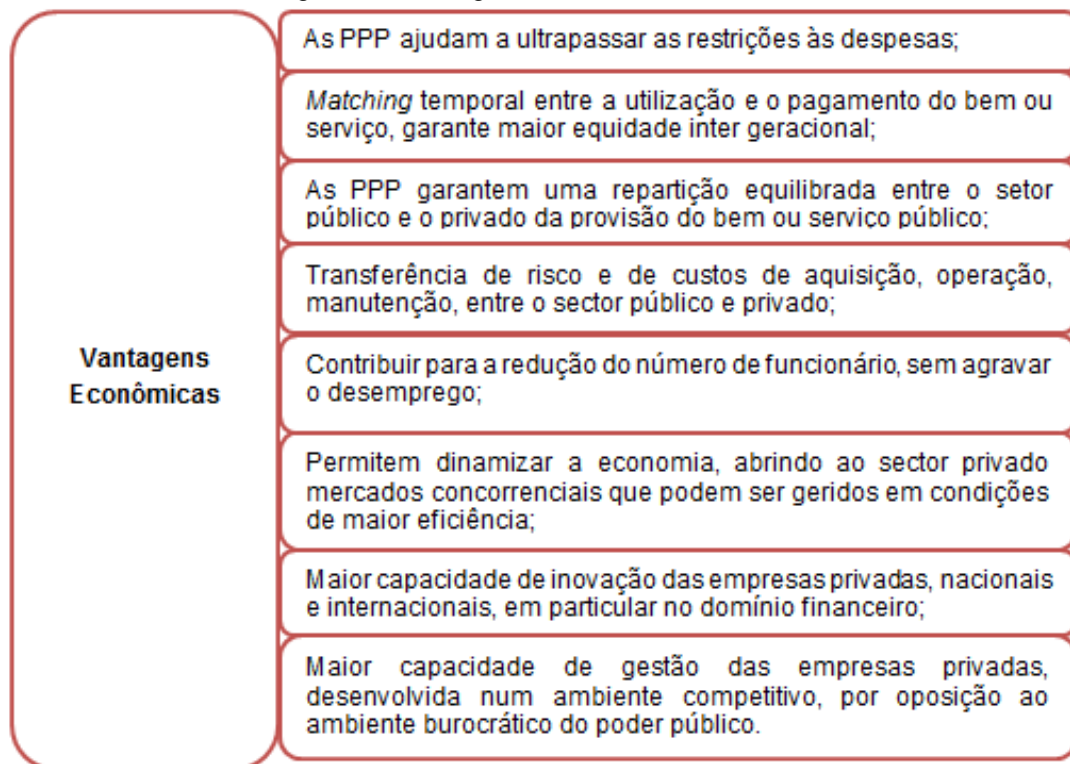 As PPP ajudam a ultrapassar as restrições às despesas;
Matching temporal entre a utilização e o pagamento do bem ou
serviço, garante maior equidade inter geracional;
As PPP garantem uma repartição equilibrada entre o setor
público e o privado da provisão do bem ou serviço público;
Transferência de risco e de custos de aquisição, operação,
manutenção, entre o sector público e privado;
Vantagens
Econômicas
Contribuir para a redução do número de funcionário, sem agravar
o desemprego;
Permitem dinamizar a economia, abrindo ao sector privado
mercados concorrenciais que podem ser geridos em condições
de maior eficiência;
Maior capacidade de inovação das empresas privadas, nacionais
e internacionais, em particular no domínio financeiro;
Maior capacidade de gestão das empresas privadas,
desenvolvida num ambiente competitivo, por oposição ao
ambiente burocrático do poder público.